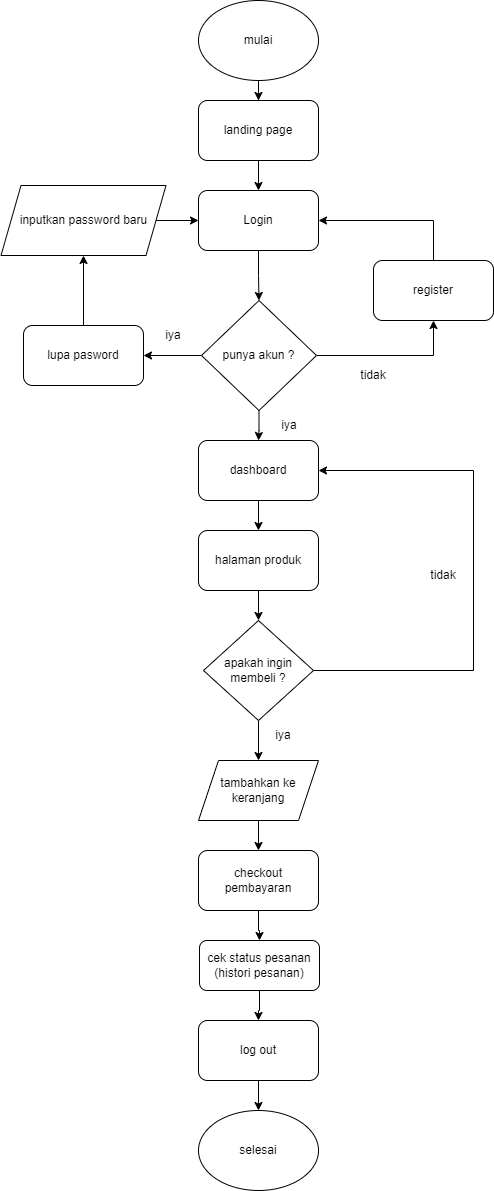 mulai
landing page
inputkan password baru
Login
register
lupa pasword
iya
punya akun ?
tidak
iya
dashboard
halaman produk
tidak
apakah ingin
membeli ?
iya
tambahkan ke
keranjang
checkout
pembayaran
cek status pesanan
(histori pesanan)
log out
selesai